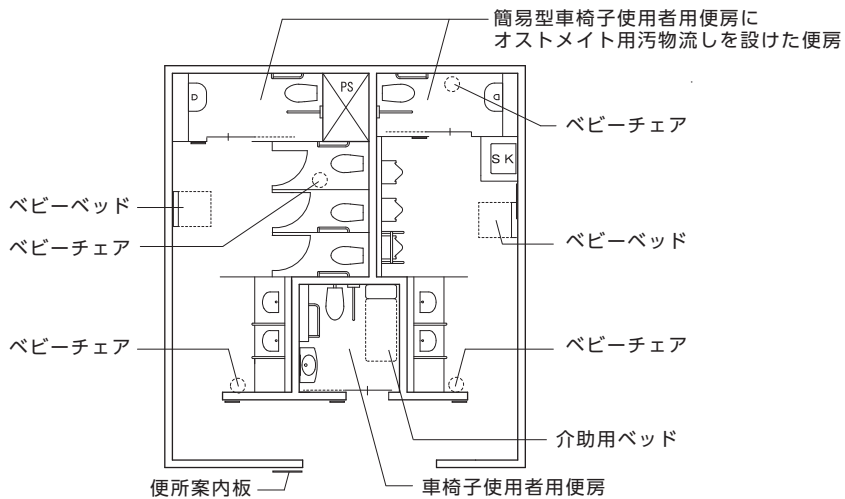 簡易型車椅子使用者用便房に
オストメイト用汚物流しを設けた便房
PS
ベビーチェア
SK
ベビーベッド
ベビーチェア
ベビーベッド
ベビーチェア
ベビーチェア
介助用ベッド
便所案内板
車椅子使用者用便房